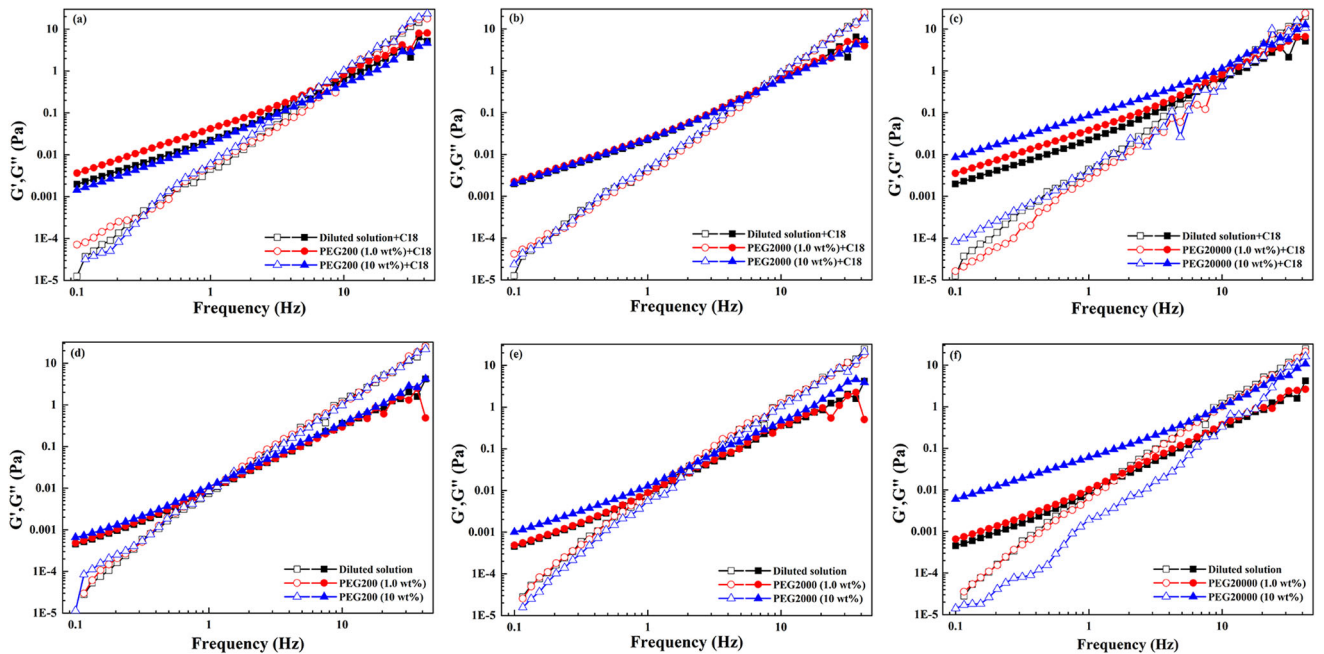 (a)
10
1
0.1
0.01
0.001
1E-4
1E-5
G',G'' (Pa)
Diluted solution+C18
PEG200 (1.0 wt%)+C18
PEG200 (10 wt%)+C18
0.1
1
10
Frequency (Hz)
(b)
10
1
0.1
0.01
0.001
1E-4
1E-5
G',G'' (Pa)
Diluted solution+C18
PEG2000 (1.0 wt%)+C18
PEG2000 (10 wt%)+C18
0.1
1
10
Frequency (Hz)
(c)
10
1
0.1
0.01
0.001
1E-4
1E-5
G',G'' (Pa)
Diluted solution+C18
PEG20000 (1.0 wt%)+C18
PEG20000 (10 wt%)+C18
0.1
1
10
Frequency (Hz)
(d)
10
1
0.1
0.01
0.001
1E-4
1E-5
G',G'' (Pa)
Diluted solution
PEG200 (1.0 wt%)
PEG200 (10 wt%)
0.1
1
10
Frequency (Hz)
(e)
10
1
0.1
0.01
0.001
1E-4
1E-5
G',G'' (Pa)
Diluted solution
PEG2000 (1.0 wt%)
PEG2000 (10 wt%)
0.1
1
10
Frequency (Hz)
(f)
10
1
0.1
0.01
0.001
1E-4
1E-5
G',G'' (Pa)
Diluted solution
PEG20000 (1.0 wt%)
PEG20000 (10 wt%)
0.1
1
10
Frequency (Hz)